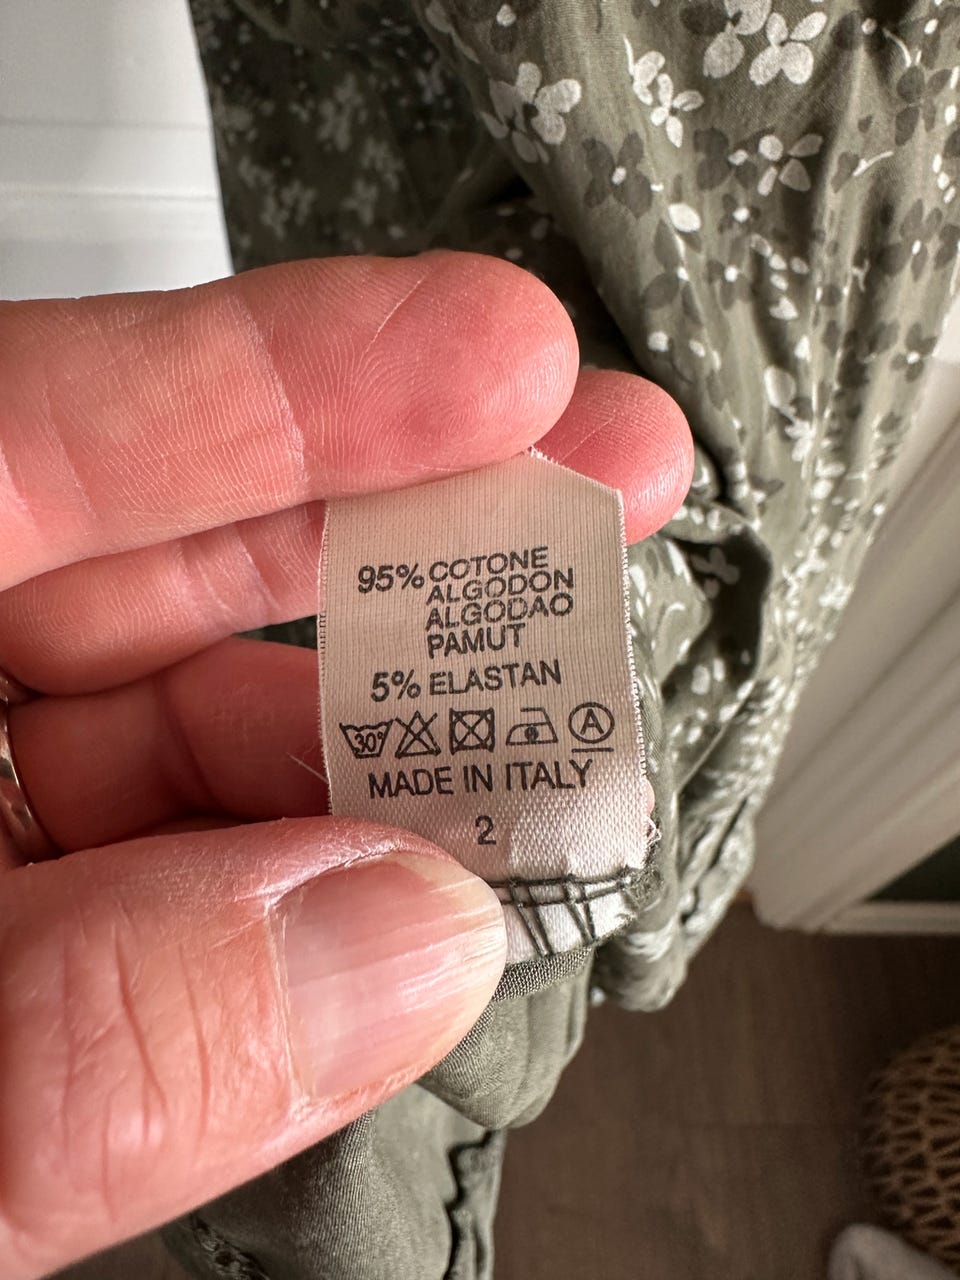 95% COTONE
ALGODON
ALGODAO
PAMUT
5% ELASTAN
30° A
MADE IN ITALY
2